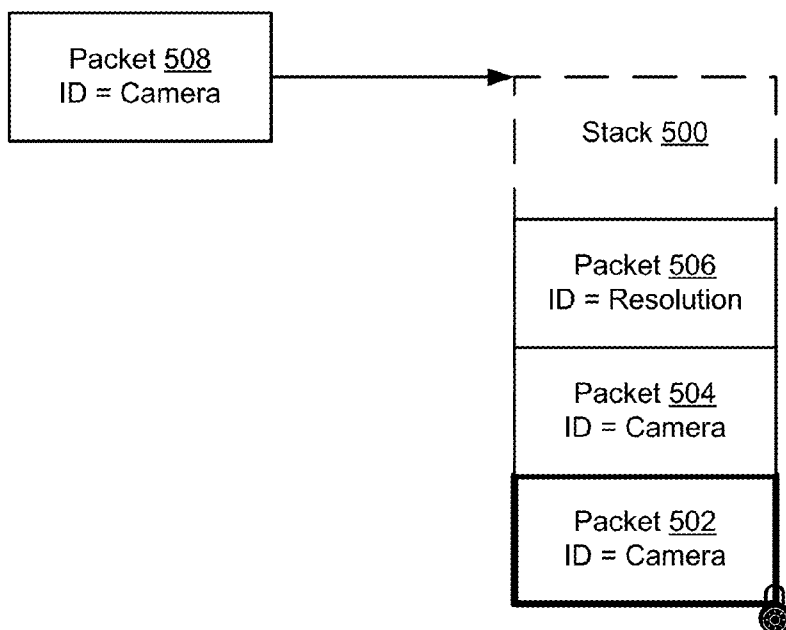 Packet 508
ID = Camera
Stack 500
Packet 506
ID = Resolution
Packet 504
ID = Camera
Packet 502
ID = Camera